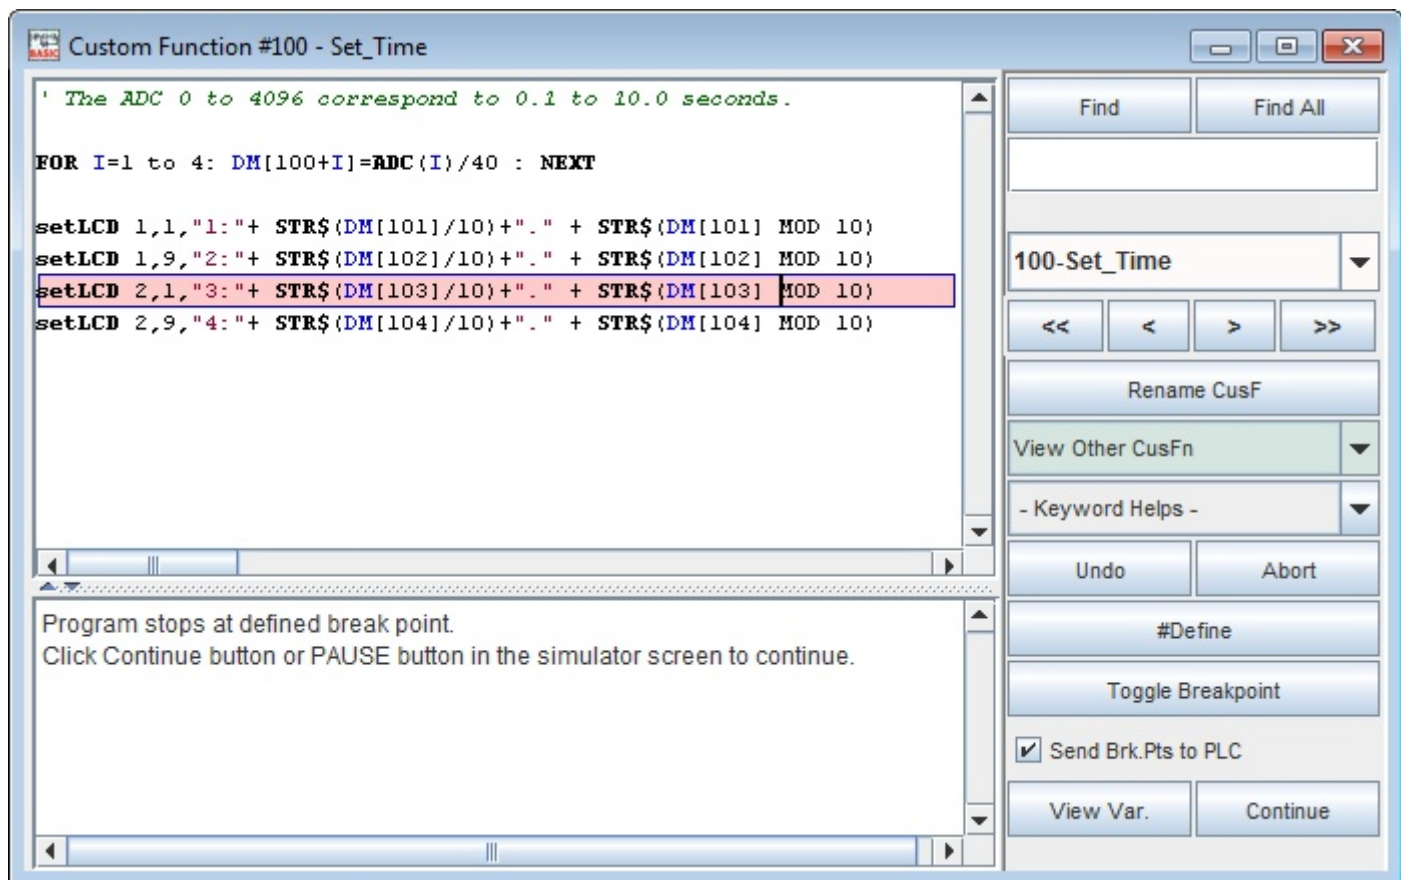 Custom Function #100 - Set_Time
' The ADC 0 to 4096 correspond to 0.1 to 10.0 seconds.
FOR I=1 to 4: DM[100+I]=ADC(I)/40 : NEXT
setLCD 1,1,"1:"+ STR$(DM[101]/10)+"." + STR$(DM[101] MOD 10)
setLCD 1,9,"2:"+ STR$(DM[102]/10)+"." + STR$(DM[102] MOD 10)
setLCD 2,1,"3:"+ STR$(DM[103]/10)+"." + STR$(DM[103] MOD 10)
setLCD 2,9,"4:"+ STR$(DM[104]/10)+"." + STR$(DM[104] MOD 10)
Program stops at defined break point.
Click Continue button or PAUSE button in the simulator screen to continue.
Find Find All
100-Set_Time
<< < > >>
Rename CusF
View Other CusFn
- Keyword Helps -
Undo Abort
#Define
Toggle Breakpoint
Send Brk.Pts to PLC
View Var. Continue